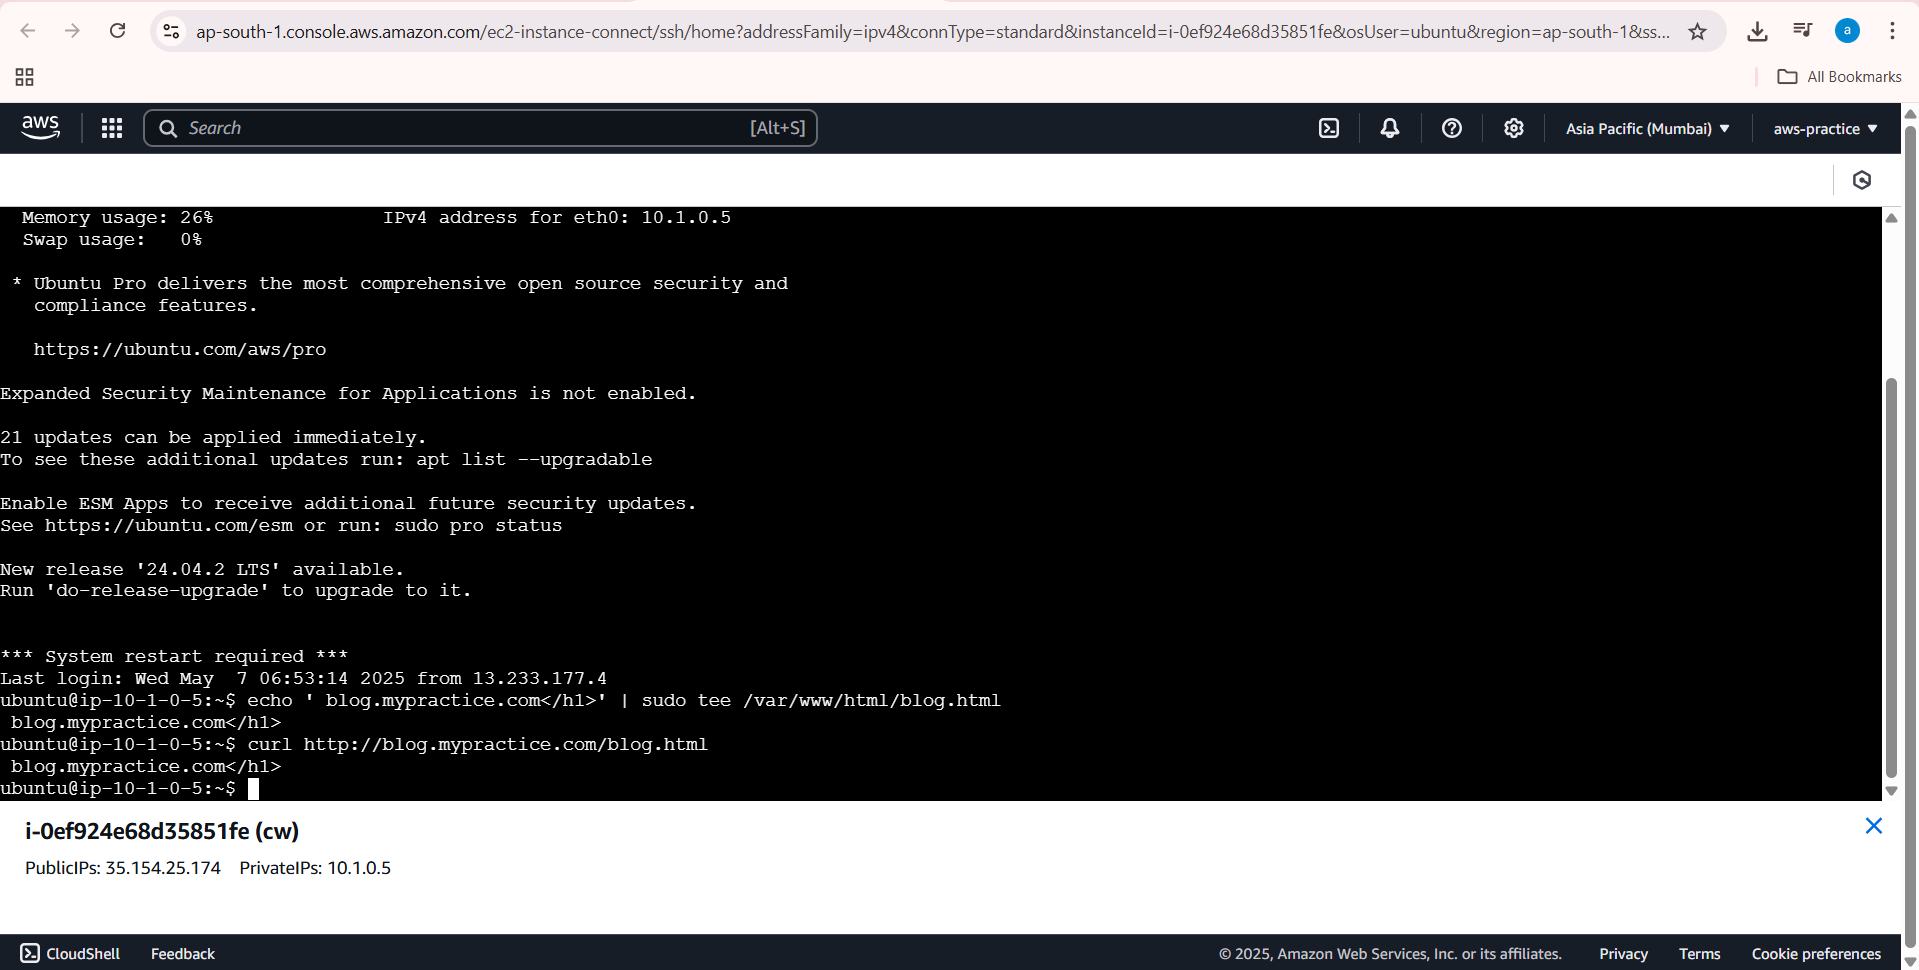 ap-south-1.console.aws.amazon.com/ec2-instance-connect/ssh/home?addressFamily=ipv4&connType=standard&instanceId=i-0ef924e68d35851fe&osUser=ubuntu&region=ap-south-1&ss...
a
All Bookmarks
aws
Search [Alt+S]
Asia Pacific (Mumbai) ▼
aws-practice ▼
Memory usage: 26% IPv4 address for eth0: 10.1.0.5
Swap usage: 0%
* Ubuntu Pro delivers the most comprehensive open source security and
compliance features.
https://ubuntu.com/aws/pro
Expanded Security Maintenance for Applications is not enabled.
21 updates can be applied immediately.
To see these additional updates run: apt list --upgradable
Enable ESM Apps to receive additional future security updates.
See https://ubuntu.com/esm or run: sudo pro status
New release '24.04.2 LTS' available.
Run 'do-release-upgrade' to upgrade to it.
*** System restart required ***
Last login: Wed May  7 06:53:14 2025 from 13.233.177.4
ubuntu@ip-10-1-0-5:~$ echo ' blog.mypractice.com</h1>' | sudo tee /var/www/html/blog.html
blog.mypractice.com</h1>
ubuntu@ip-10-1-0-5:~$ curl http://blog.mypractice.com/blog.html
blog.mypractice.com</h1>
ubuntu@ip-10-1-0-5:~$
i-0ef924e68d35851fe (cw)
PublicIPs: 35.154.25.174 PrivateIPs: 10.1.0.5
CloudShell Feedback © 2025, Amazon Web Services, Inc. or its affiliates. Privacy Terms Cookie preferences